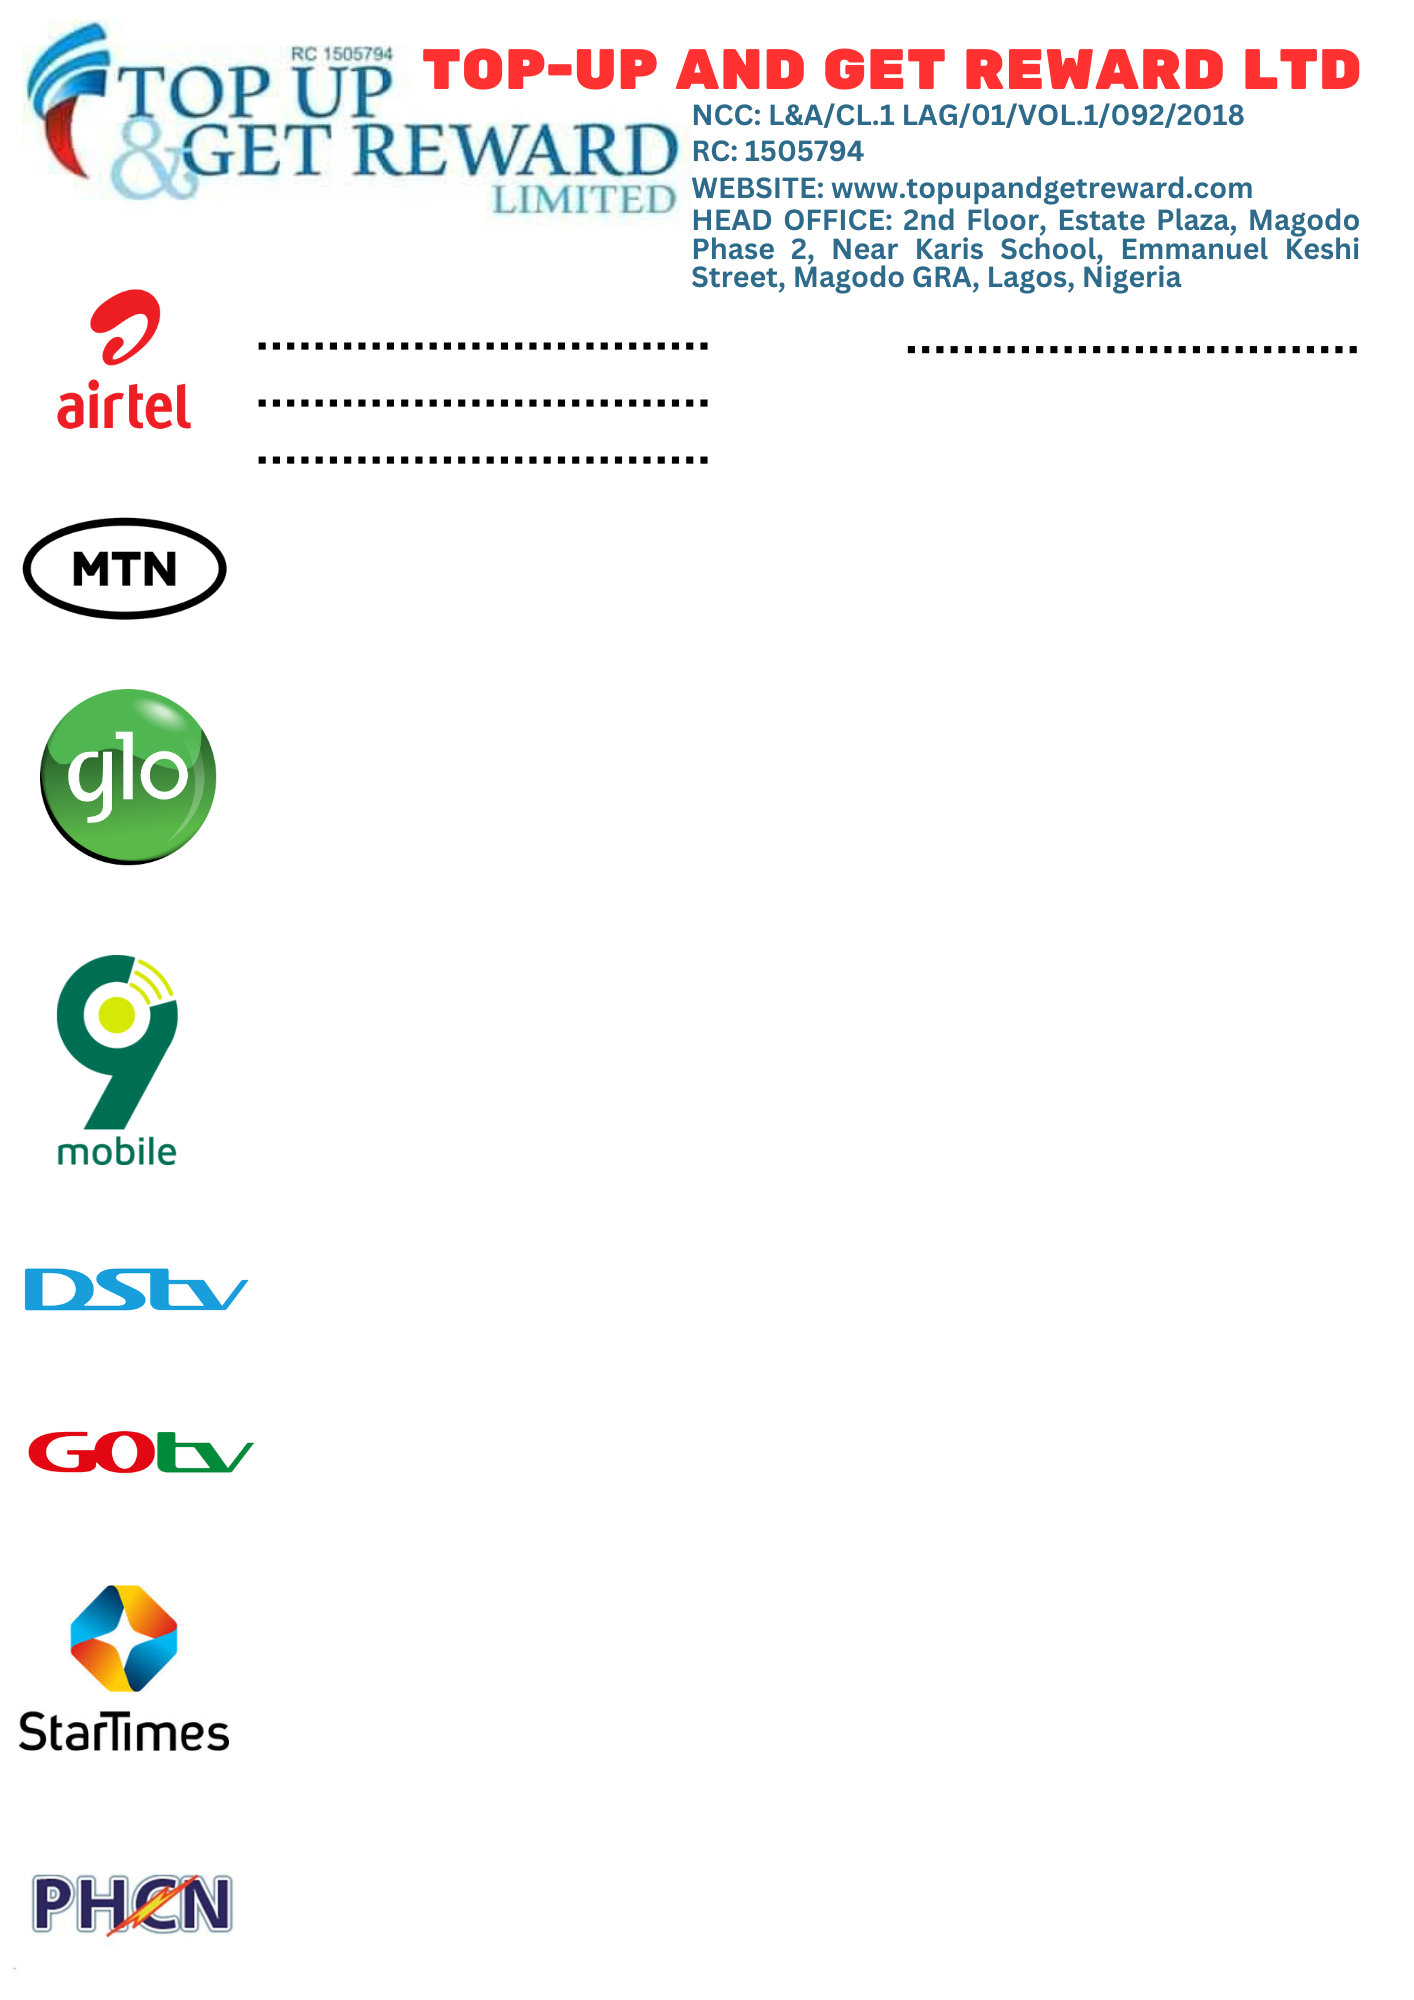 RC 1505794
TOP UP
& GET REWARD
LIMITED
TOP-UP AND GET REWARD LTD
NCC: L&A/CL.1 LAG/01/VOL.1/092/2018
RC: 1505794
WEBSITE: www.topupandgetreward.com
HEAD OFFICE: 2nd Floor, Estate Plaza, Magodo
Phase 2, Near Karis School, Emmanuel Keshi
Street, Magodo GRA, Lagos, Nigeria
airtel
MTN
glo
9
mobile
DStv
GOtv
StarTimes
PHCN